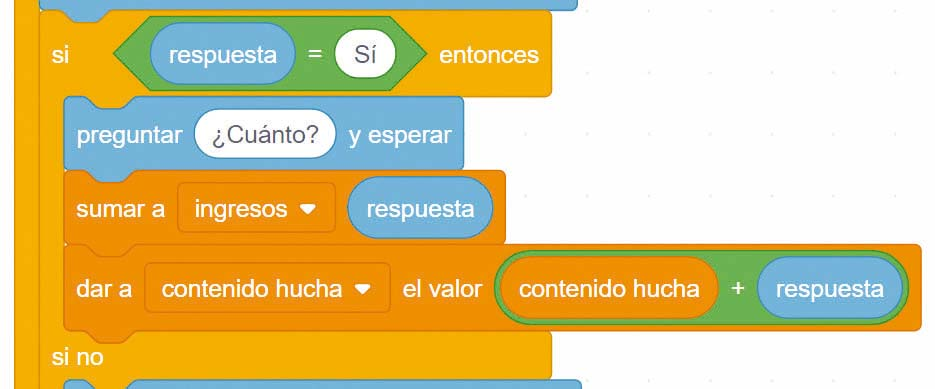 si respuesta = Sí entonces
preguntar ¿Cuánto? y esperar
sumar a ingresos respuesta
dar a contenido hucha el valor contenido hucha + respuesta
si no